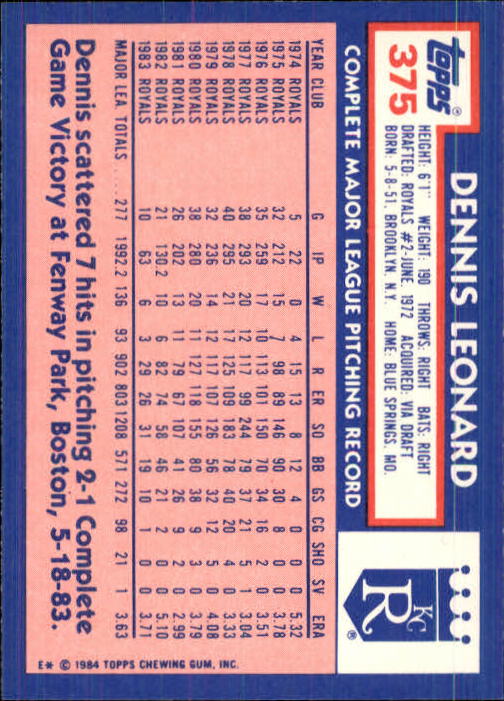 topps®
375
DENNIS LEONARD
HEIGHT: 6'1" WEIGHT: 190 THROWS: RIGHT BATS: RIGHT
DRAFTED: ROYALS #2-JUNE, 1972 ACQUIRED: VIA DRAFT
BORN: 5-8-51, BROOKLYN, N.Y. HOME: BLUE SPRINGS, MO.
KC
R®
COMPLETE MAJOR LEAGUE PITCHING RECORD
YEAR CLUB G IP W L R ER SO BB GS CG SHO SV ERA
1974 ROYALS 5 22 0 4 15 13 8 12 4 0 0 0 5.32
1975 ROYALS 32 212 15 7 98 89 146 90 30 8 0 0 3.78
1976 ROYALS 35 259 17 10 113 101 150 70 34 16 2 0 3.51
1977 ROYALS 38 293 20 12 117 99 244 79 37 21 5 1 3.04
1978 ROYALS 40 295 21 17 125 109 183 78 40 20 4 0 3.33
1979 ROYALS 32 236 14 12 117 107 126 56 32 12 5 0 4.08
1980 ROYALS 38 280 20 11 127 118 155 80 38 9 3 0 3.79
1981 ROYALS 26 202 13 11 79 67 107 41 26 9 2 0 2.99
1982 ROYALS 21 130.2 10 6 82 74 58 46 21 2 0 0 5.10
1983 ROYALS 10 63 6 3 29 26 31 19 10 1 0 0 3.71
MAJOR LEA. TOTALS .... 277 1992.2 136 93 902 803 1208 571 272 98 21 1 3.63
Dennis scattered 7 hits in pitching 2-1 Complete
Game Victory at Fenway Park, Boston, 5-18-83.
E* © 1984 TOPPS CHEWING GUM, INC.